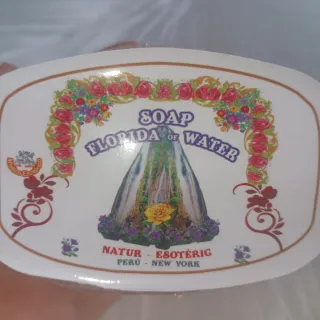 SOAP
FLORIDA OF WATER
NATUR - ESOTÉRIC
PERÚ - NEW YORK